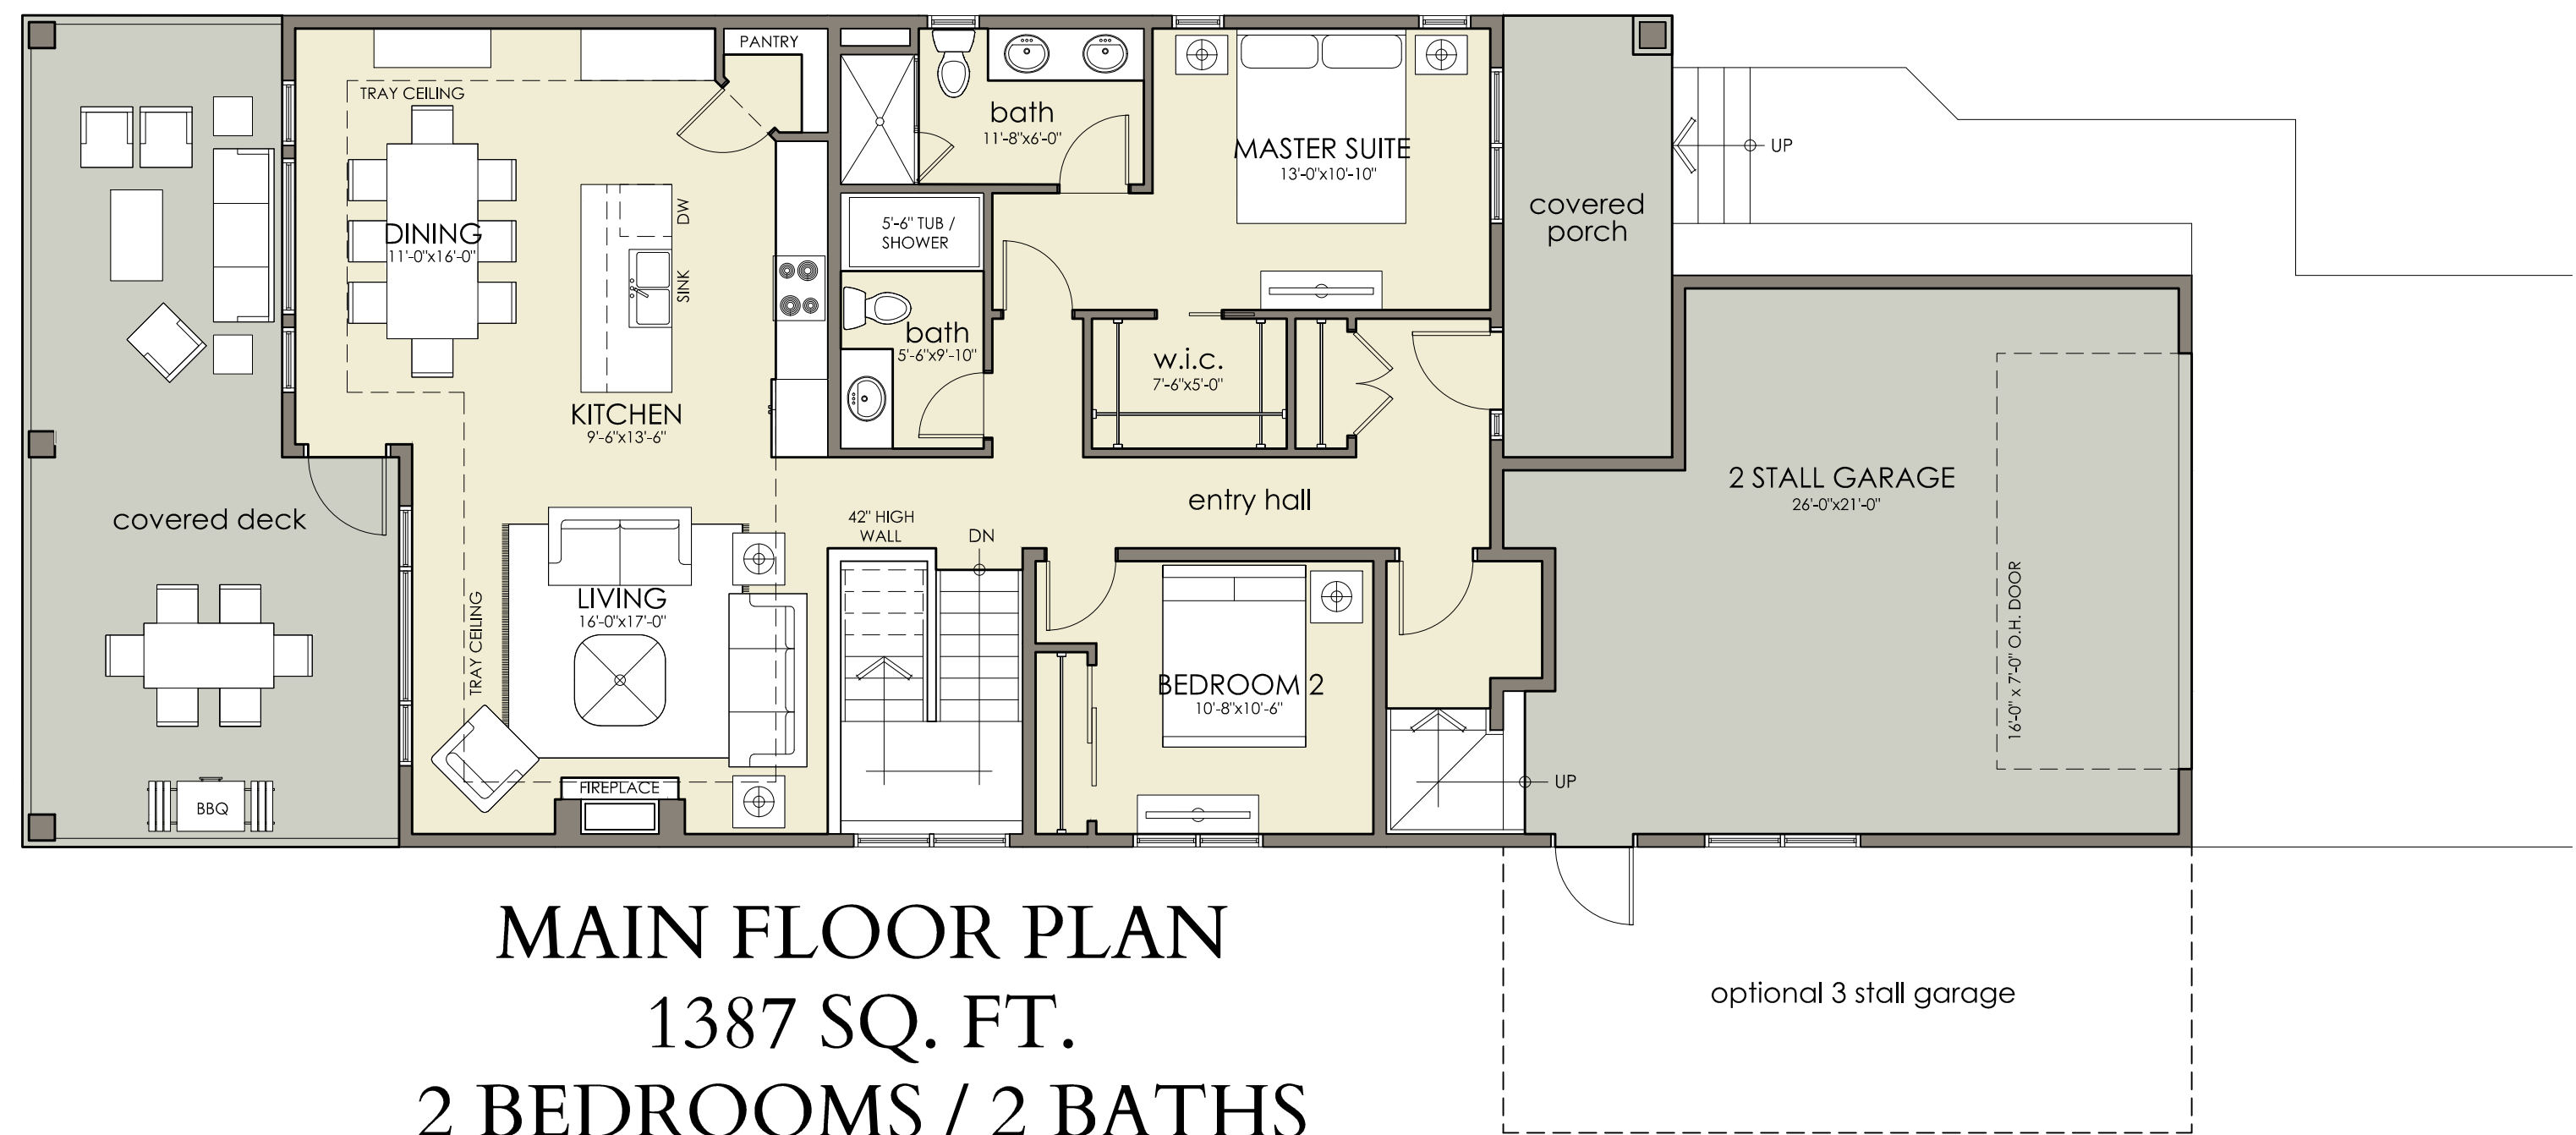 PANTRY
TRAY CEILING
bath
11'-8"x6'-0"
MASTER SUITE
13'-0"x10'-10"
UP
DW
5'-6" TUB /
SHOWER
covered
porch
DINING
11'-0"x16'-0"
SINK
bath
5'-6"x9'-10"
w.i.c.
7'-6"x5'-0"
KITCHEN
9'-6"x13'-6"
2 STALL GARAGE
26'-0"x21'-0"
entry hall
covered deck
42" HIGH
WALL
DN
LIVING
16'-0"x17'-0"
TRAY CEILING
16'-0" x 7'-0" O.H. DOOR
BEDROOM 2
10'-8"x10'-6"
UP
FIREPLACE
BBQ
MAIN FLOOR PLAN
1387 SQ. FT.
2 BEDROOMS / 2 BATHS
optional 3 stall garage